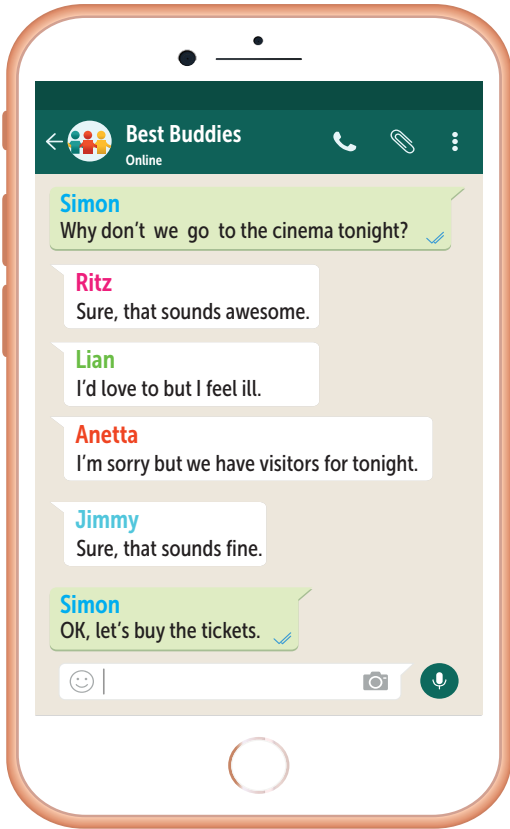 Best Buddies
Online
Simon
Why don't we go to the cinema tonight?
Ritz
Sure, that sounds awesome.
Lian
I'd love to but I feel ill.
Anetta
I'm sorry but we have visitors for tonight.
Jimmy
Sure, that sounds fine.
Simon
OK, let's buy the tickets.